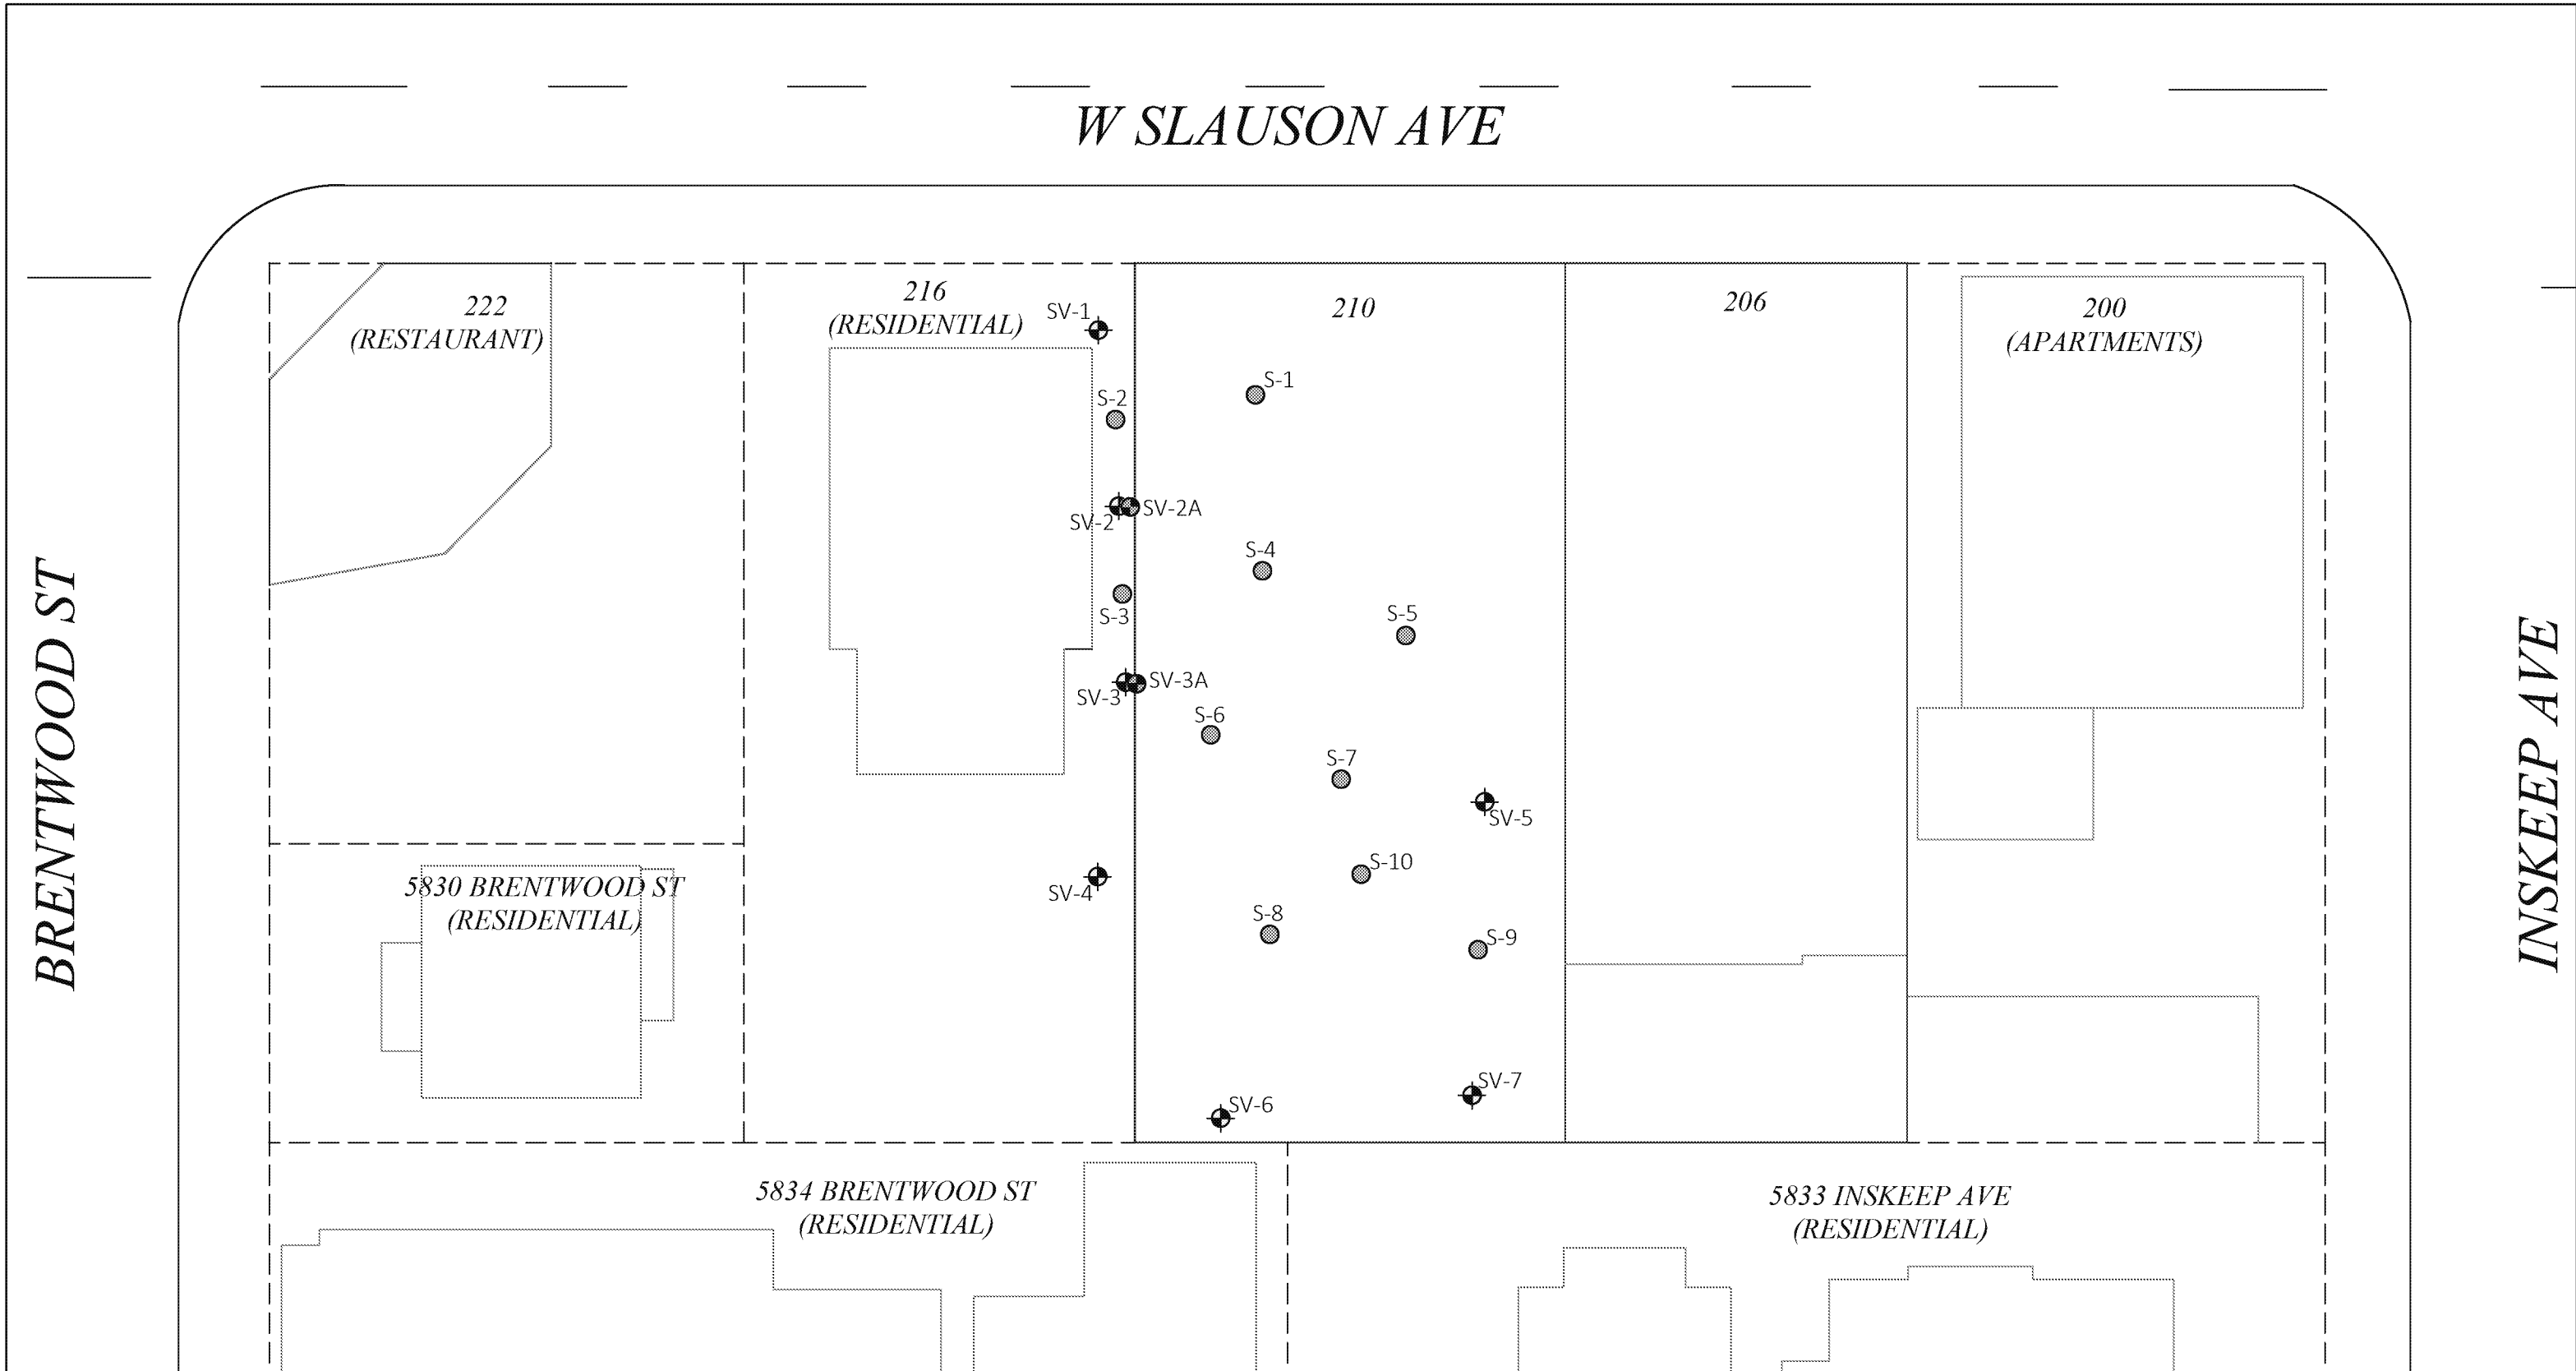 W SLAUSON AVE
BRENTWOOD ST
INSKEEP AVE
222
(RESTAURANT)
216
(RESIDENTIAL)
210
206
200
(APARTMENTS)
SV-1
S-1
S-2
SV-2
SV-2A
S-4
S-3
S-5
SV-3
SV-3A
S-6
S-7
SV-5
S-10
SV-4
S-8
S-9
5830 BRENTWOOD ST
(RESIDENTIAL)
SV-7
SV-6
5834 BRENTWOOD ST
(RESIDENTIAL)
5833 INSKEEP AVE
(RESIDENTIAL)